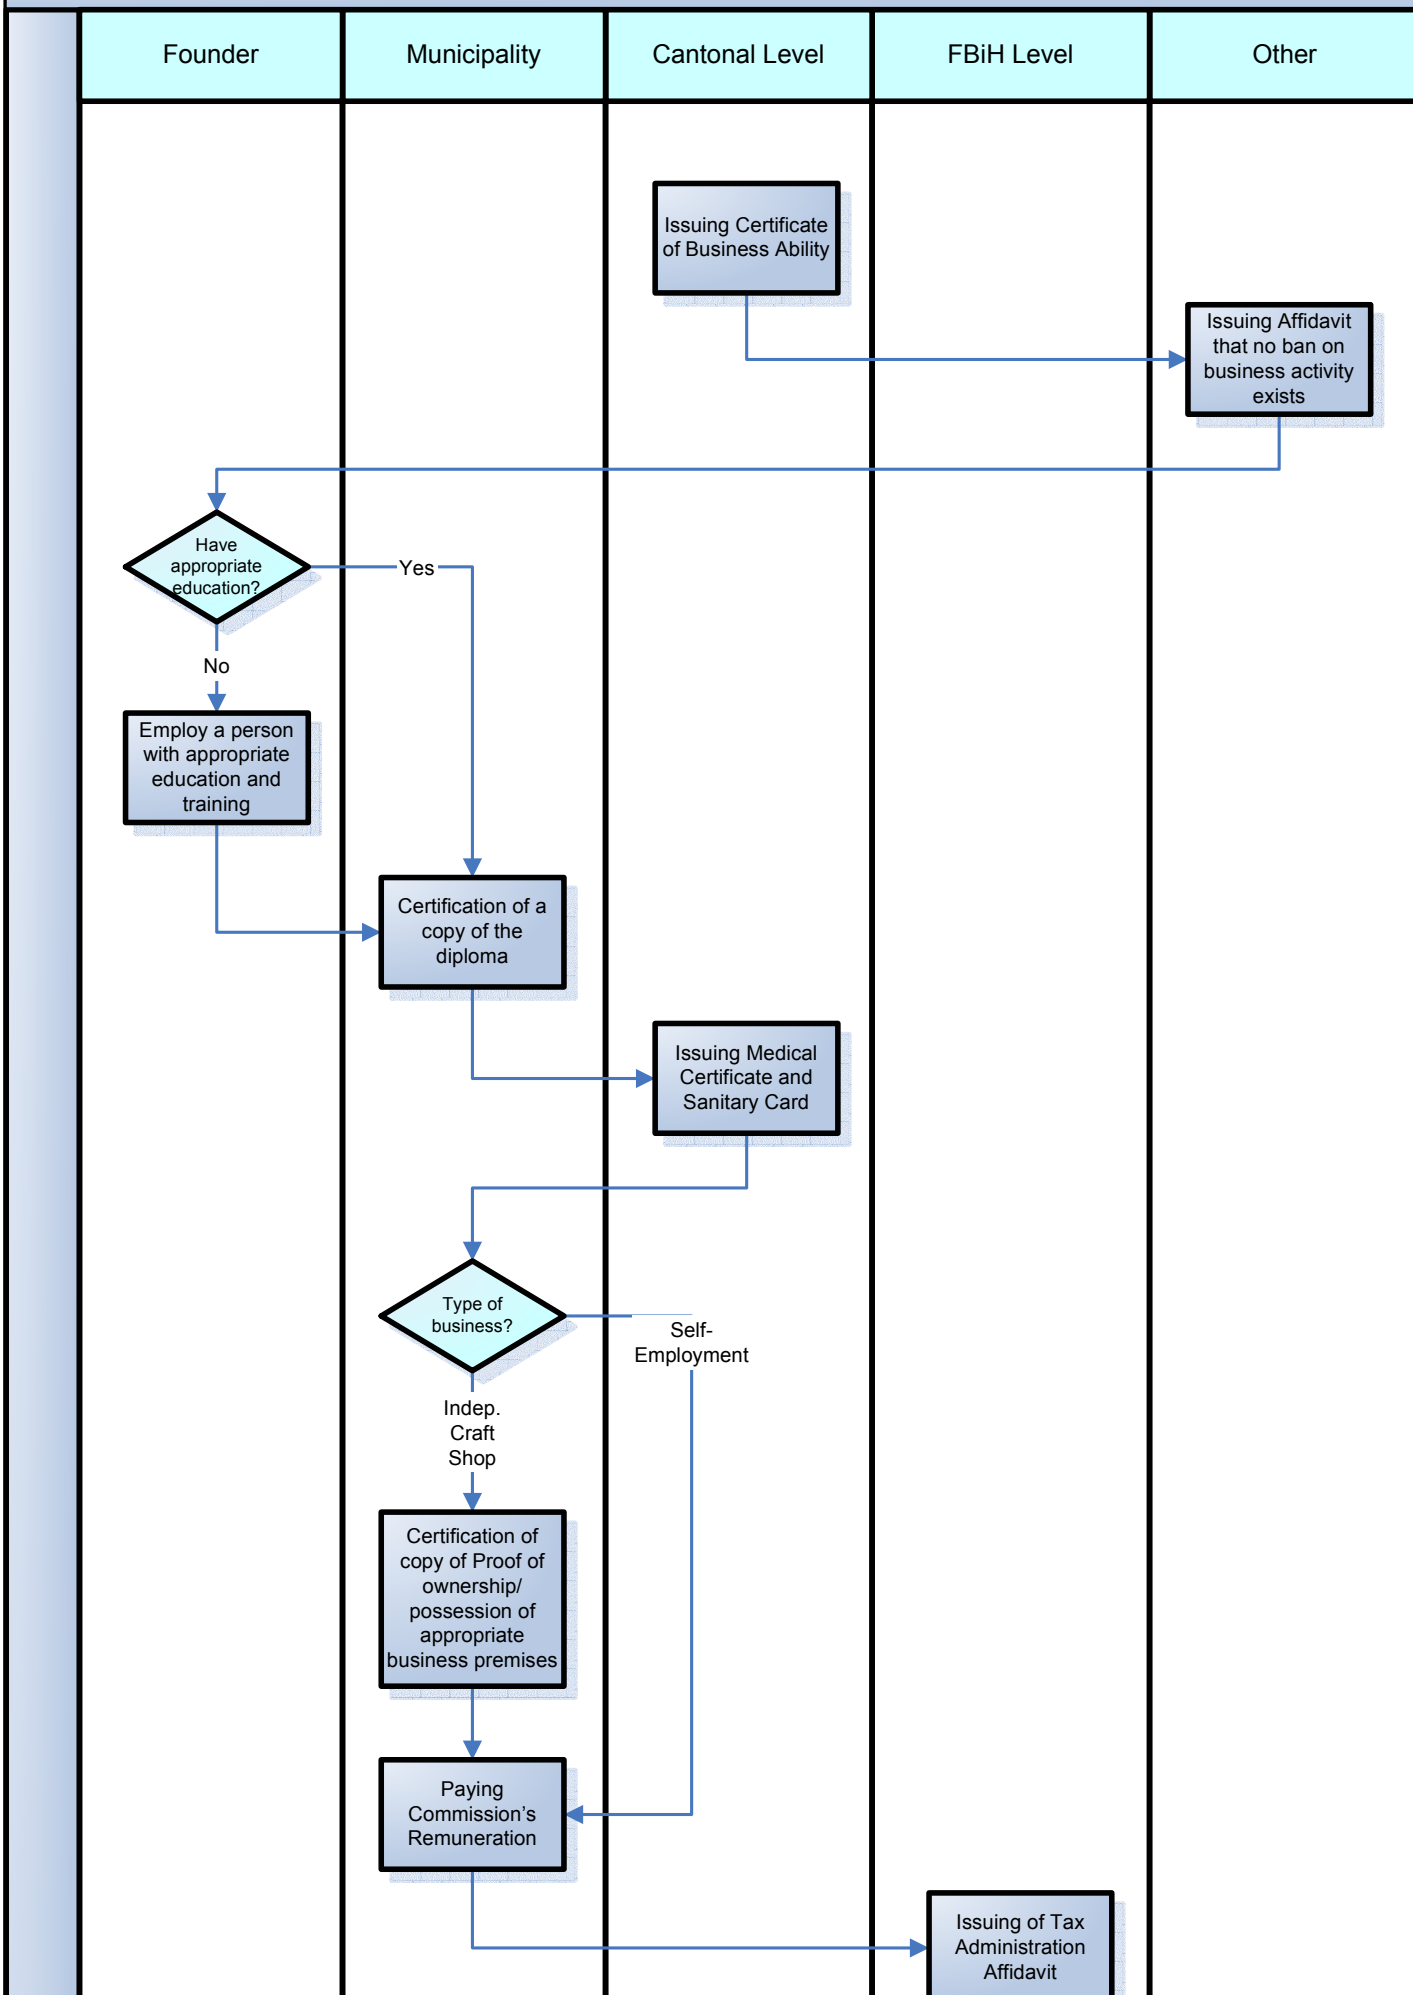 Founder
Municipality
Cantonal Level
FBiH Level
Other
Issuing Certificate
of Business Ability
Issuing Affidavit
that no ban on
business activity
exists
Have
appropriate
education?
Yes
No
Employ a person
with appropriate
education and
training
Certification of a
copy of the
diploma
Issuing Medical
Certificate and
Sanitary Card
Type of
business?
Self-
Employment
Indep.
Craft
Shop
Certification of
copy of Proof of
ownership/
possession of
appropriate
business premises
Paying
Commission’s
Remuneration
Issuing of Tax
Administration
Affidavit